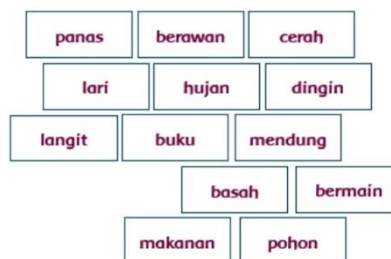 panas berawan cerah
lari hujan dingin
langit buku mendung
basah bermain
makanan pohon